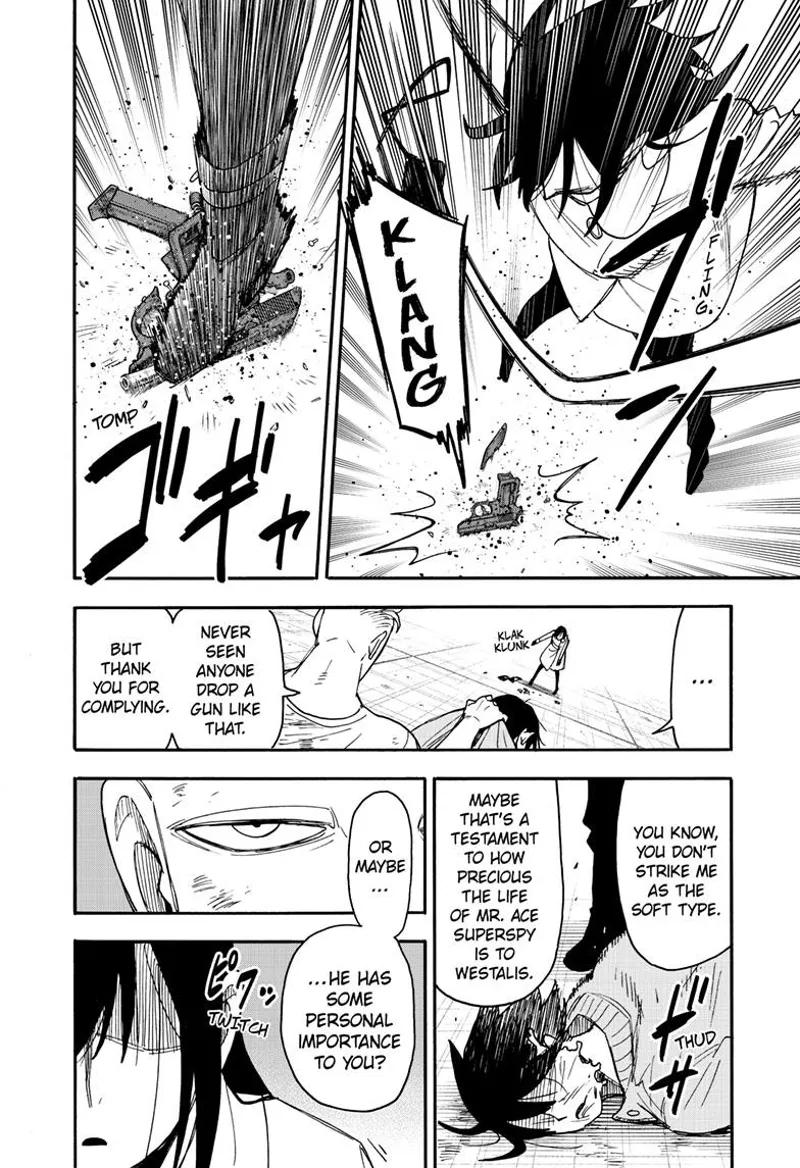 FLING
KLANG
TOMP
ゴギャ
...
KLAK
KLUNK
NEVER
SEEN
ANYONE
DROP A
GUN LIKE
THAT.
BUT
THANK
YOU FOR
COMPLYING.
YOU KNOW,
YOU DON'T
STRIKE ME
AS THE
SOFT TYPE.
MAYBE
THAT'S A
TESTAMENT
TO HOW
PRECIOUS
THE LIFE
OF MR. ACE
SUPERSPY
IS TO
WESTALIS.
ドッ
THUD
OR
MAYBE
...
...HE HAS
SOME
PERSONAL
IMPORTANCE
TO YOU?
ピクッ
TWITCH